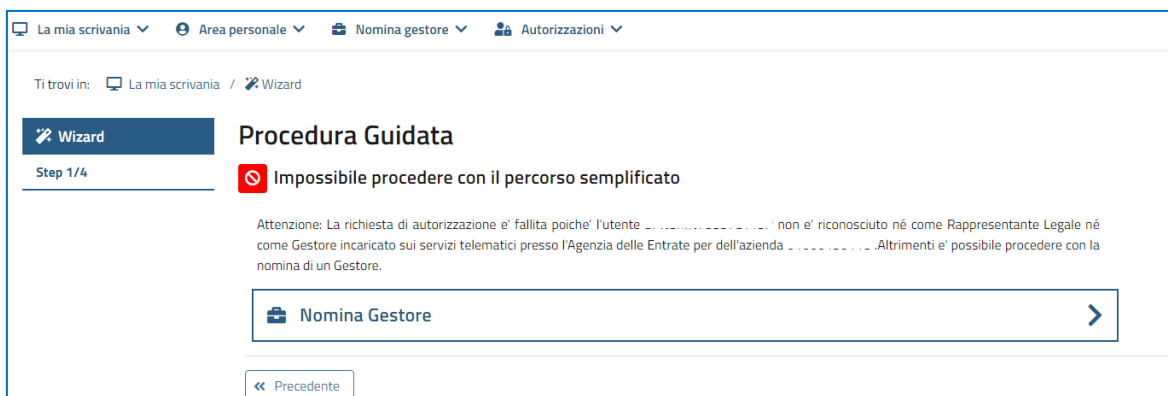 La mia scrivania Area personale Nomina gestore Autorizzazioni
Ti trovi in: La mia scrivania / Wizard
Wizard
Step 1/4
Procedura Guidata
Impossibile procedere con il percorso semplificato
Attenzione: La richiesta di autorizzazione e' fallita poiche' l'utente non e' riconosciuto né come Rappresentante Legale né
come Gestore incaricato sui servizi telematici presso l'Agenzia delle Entrate per dell'azienda .Altrimenti e' possibile procedere con la
nomina di un Gestore.
Nomina Gestore
Precedente